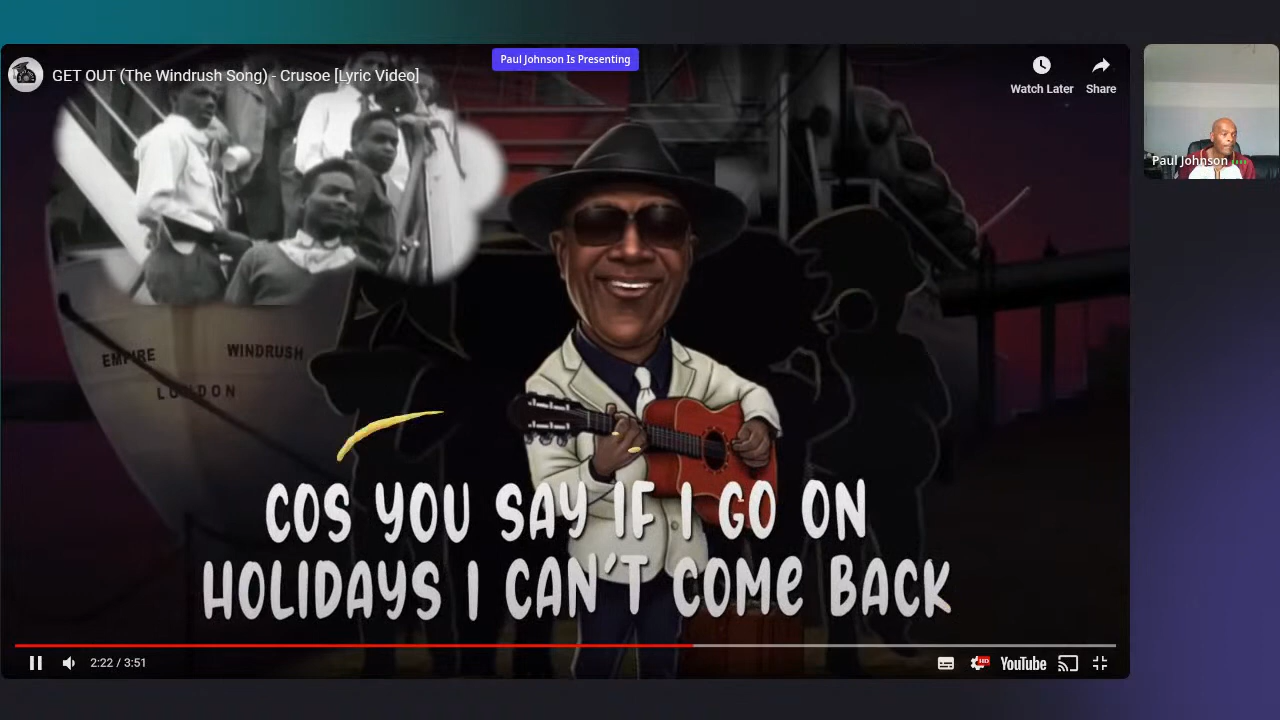 Paul Johnson Is Presenting
GET OUT (The Windrush Song) - Crusoe [Lyric Video]
Watch Later
Share
Paul Johnson
EMPIRE WINDRUSH
LONDON
COS YOU SAY IF I GO ON
HOLIDAYS I CAN'T COME BACK
2:22 / 3:51
HD
YouTube